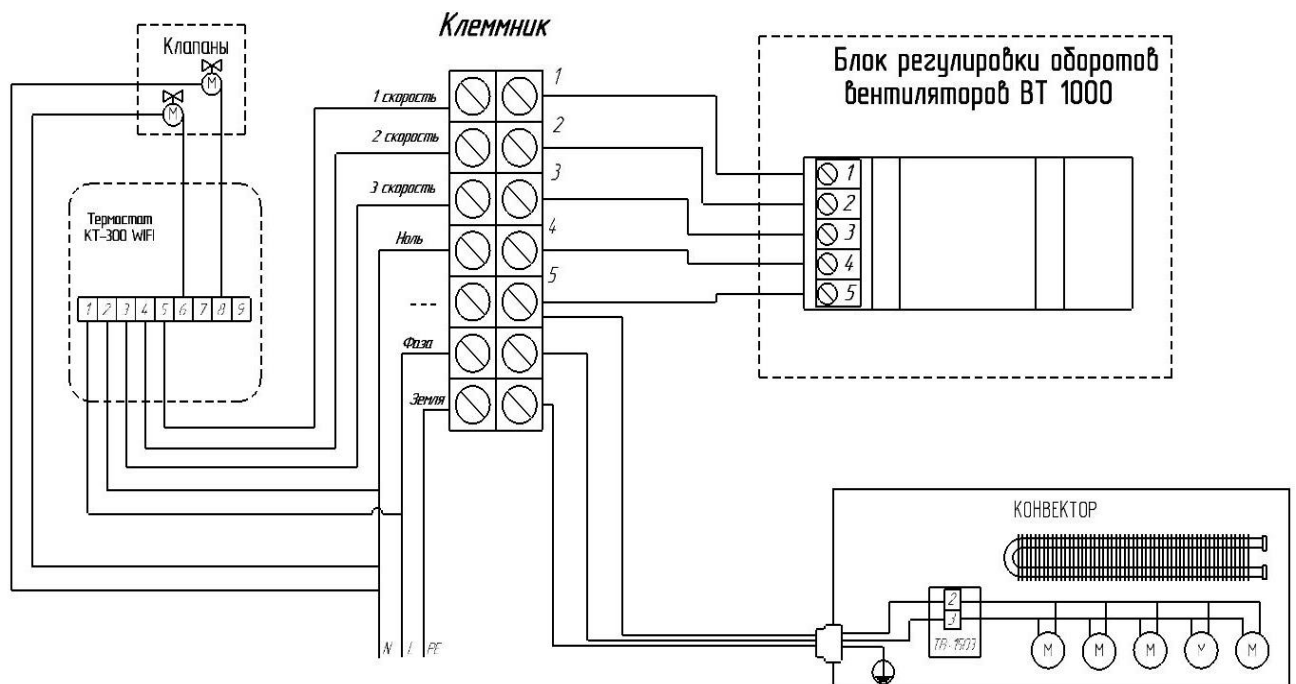 Клеммник
Клапаны
М
М
Термостат
КТ-300 WIFI
1 2 3 4 5 6 7 8 9
1 скорость
2 скорость
3 скорость
Ноль
---
Фаза
Земля
1
2
3
4
5
Блок регулировки оборотов
вентиляторов ВТ 1000
1
2
3
4
5
N L PE
КОНВЕКТОР
2
3
ТВ-1503
М М М М М